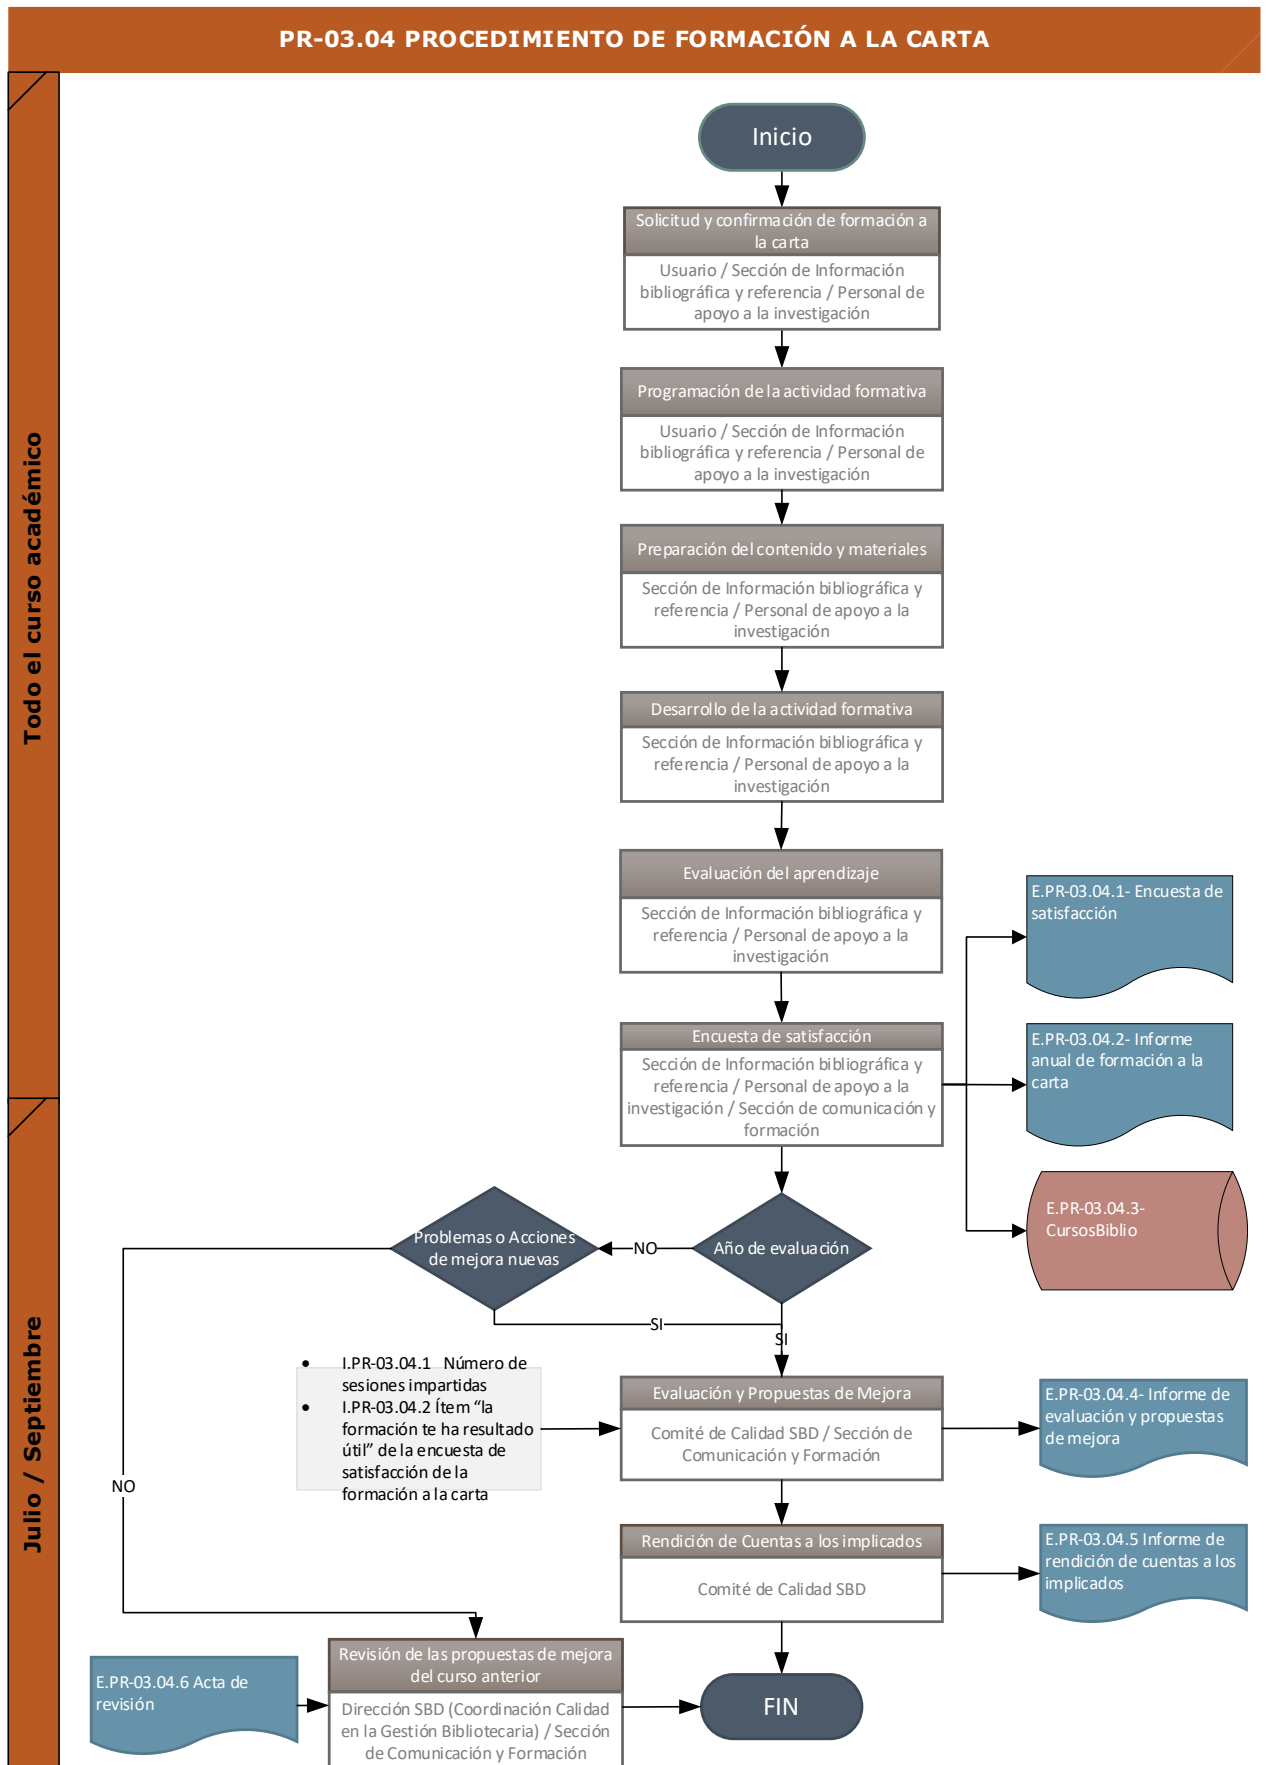 PR-03.04 PROCEDIMIENTO DE FORMACIÓN A LA CARTA
Todo el curso académico
Inicio
Solicitud y confirmación de formación a
la carta
Usuario / Sección de Información
bibliográfica y referencia / Personal de
apoyo a la investigación
Programación de la actividad formativa
Usuario / Sección de Información
bibliográfica y referencia / Personal de
apoyo a la investigación
Preparación del contenido y materiales
Sección de Información bibliográfica y
referencia / Personal de apoyo a la
investigación
Desarrollo de la actividad formativa
Sección de Información bibliográfica y
referencia / Personal de apoyo a la
investigación
Evaluación del aprendizaje
Sección de Información bibliográfica y
referencia / Personal de apoyo a la
investigación
E.PR-03.04.1- Encuesta de
satisfacción
Encuesta de satisfacción
Sección de Información bibliográfica y
referencia / Personal de apoyo a la
investigación / Sección de comunicación y
formación
E.PR-03.04.2- Informe
anual de formación a la
carta
E.PR-03.04.3-
CursosBiblio
Julio / Septiembre
Problemas o Acciones
de mejora nuevas
NO
Año de evaluación
SI
SI
NO
• I.PR-03.04.1 Número de
sesiones impartidas
• I.PR-03.04.2 Ítem “la
formación te ha resultado
útil” de la encuesta de
satisfacción de la
formación a la carta
Evaluación y Propuestas de Mejora
Comité de Calidad SBD / Sección de
Comunicación y Formación
E.PR-03.04.4- Informe de
evaluación y propuestas
de mejora
Rendición de Cuentas a los implicados
Comité de Calidad SBD
E.PR-03.04.5 Informe de
rendición de cuentas a los
implicados
E.PR-03.04.6 Acta de
revisión
Revisión de las propuestas de mejora
del curso anterior
Dirección SBD (Coordinación Calidad
en la Gestión Bibliotecaria) / Sección
de Comunicación y Formación
FIN